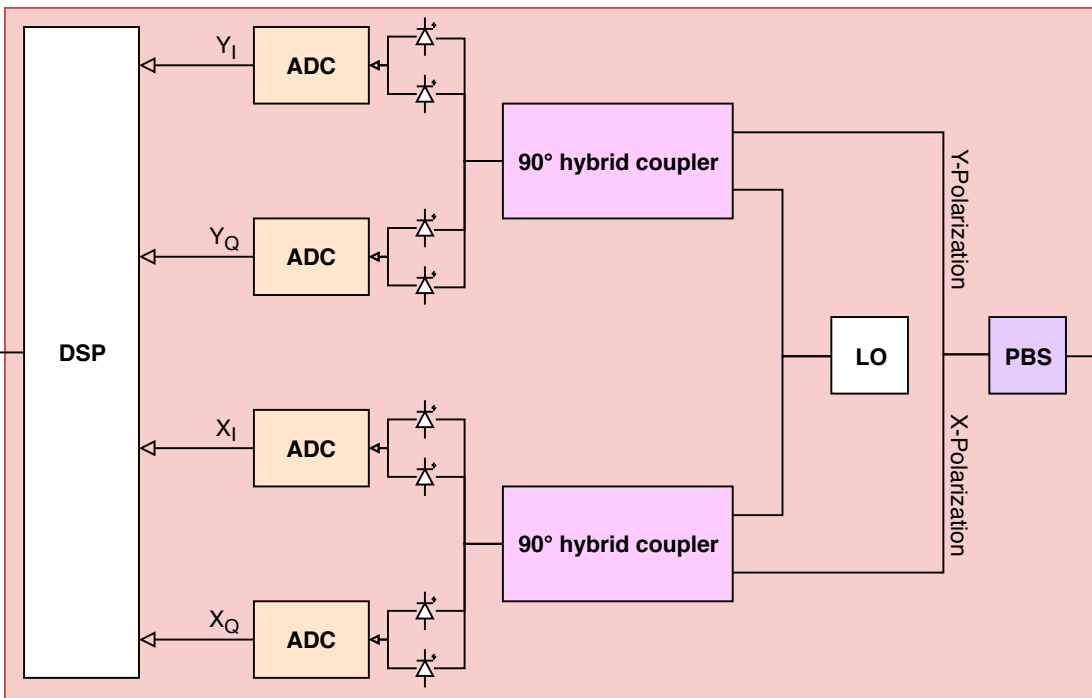 Y_I
ADC
90° hybrid coupler
Y-Polarization
Y_Q
ADC
DSP
LO
PBS
X_I
ADC
X-Polarization
90° hybrid coupler
X_Q
ADC